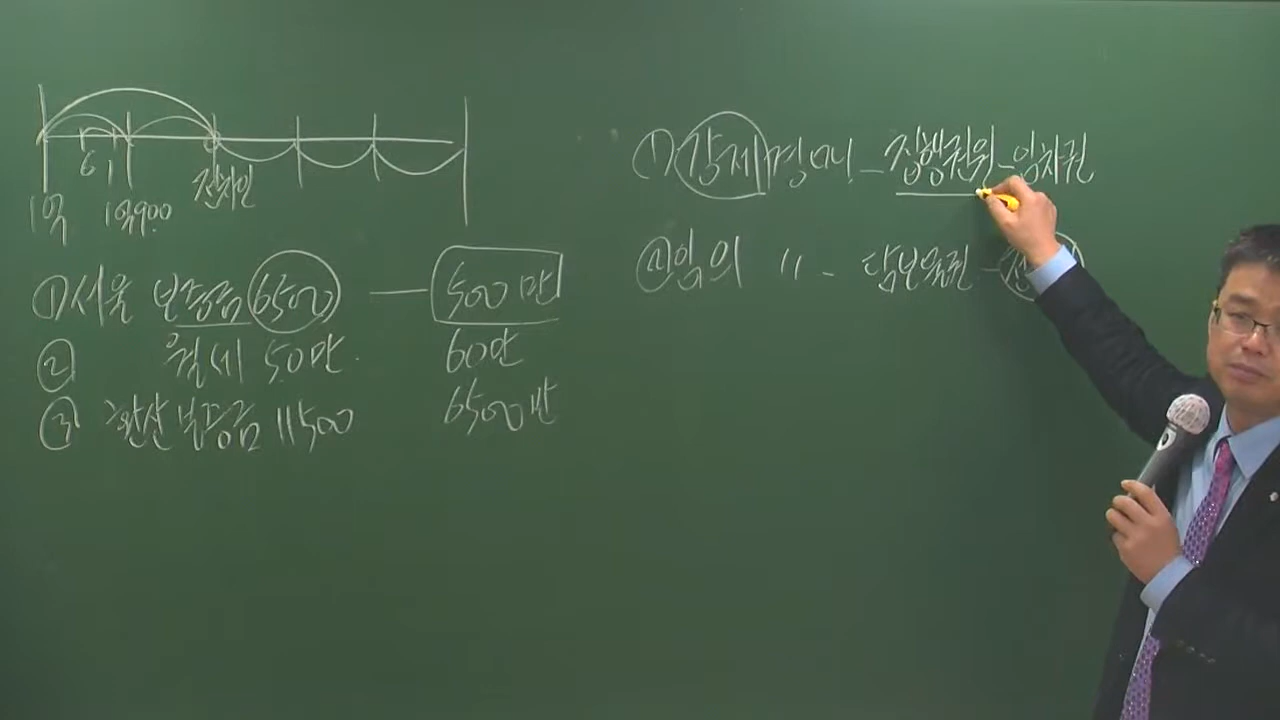 6 1
1억 1억900 전차인
① 서울 보증금 6500 — 500만
② 월세 50만 60만
③ 환산보증금 11500 6500만
① 강제경매 - 집행권원 - 임차권
② 임의 〃 - 담보물권 -